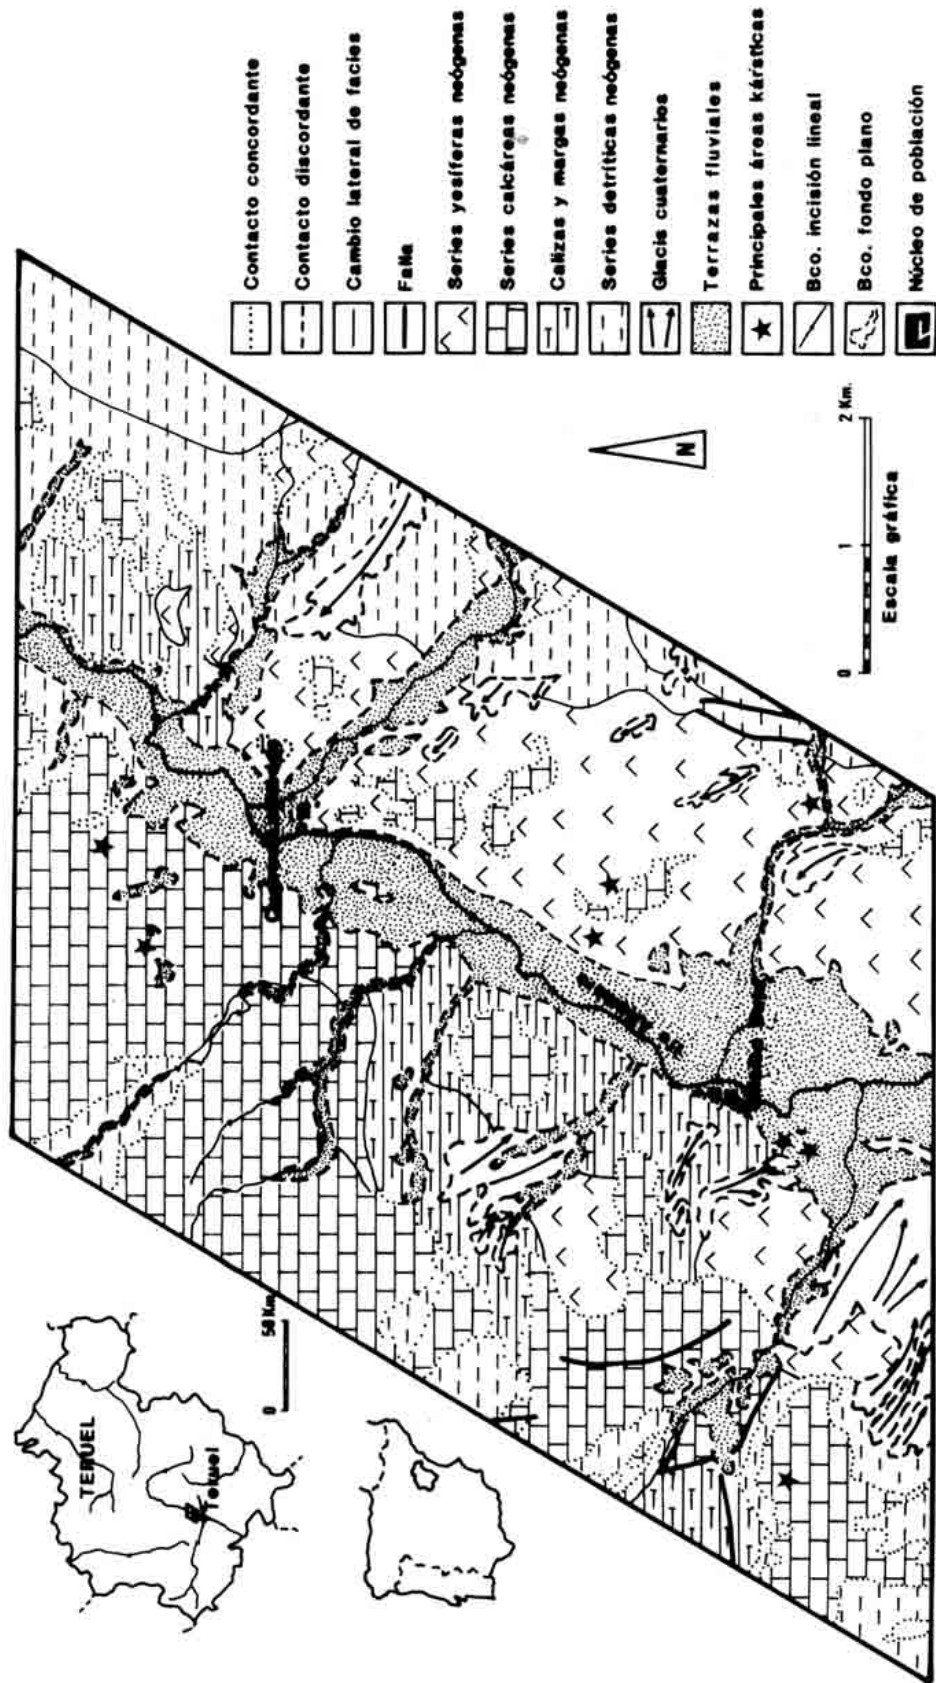 TERUEL
Teruel
0 50 Km.
Contacto concordante
Contacto discordante
Cambio lateral de facies
Falla
Series yesíferas neógenas
Series calcáreas neógenas
Calizas y margas neógenas
Series detríticas neógenas
Glacis cuaternarios
Terrazas fluviales
Principales áreas kársticas
Bco. incisión lineal
Bco. fondo plano
Núcleo de población
N
0 1 2 Km.
Escala gráfica